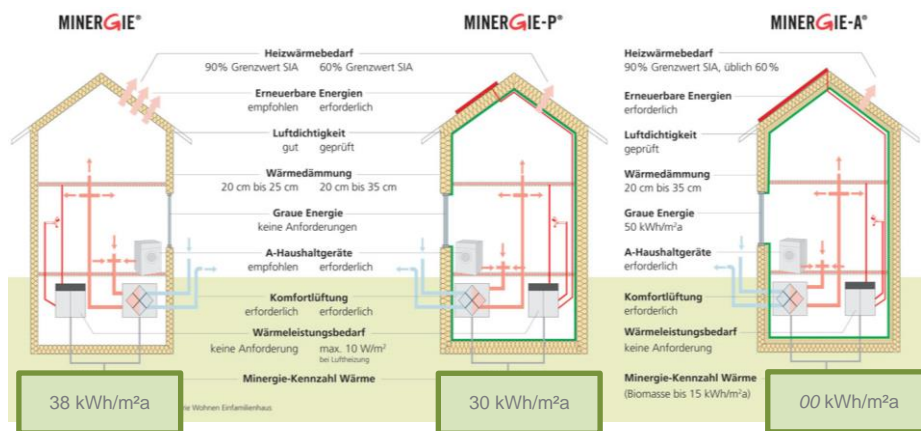 MINERGIE®
MINERGIE-P®
MINERGIE-A®
Heizwärmebedarf
90% Grenzwert SIA 60% Grenzwert SIA
Erneuerbare Energien
empfohlen erforderlich
Luftdichtigkeit
gut geprüft
Wärmedämmung
20 cm bis 25 cm 20 cm bis 35 cm
Graue Energie
keine Anforderungen
A-Haushaltgeräte
empfohlen erforderlich
Komfortlüftung
erforderlich erforderlich
Wärmeleistungsbedarf
keine Anforderung max. 10 W/m²
bei Luftheizung
Minergie-Kennzahl Wärme
38 kWh/m²a
Wohnen Einfamilienhaus
30 kWh/m²a
Heizwärmebedarf
90% Grenzwert SIA, üblich 60%
Erneuerbare Energien
erforderlich
Luftdichtigkeit
geprüft
Wärmedämmung
20 cm bis 35 cm
Graue Energie
50 kWh/m²a
A-Haushaltgeräte
erforderlich
Komfortlüftung
erforderlich
Wärmeleistungsbedarf
keine Anforderung
Minergie-Kennzahl Wärme
(Biomasse bis 15 kWh/m²a)
00 kWh/m²a